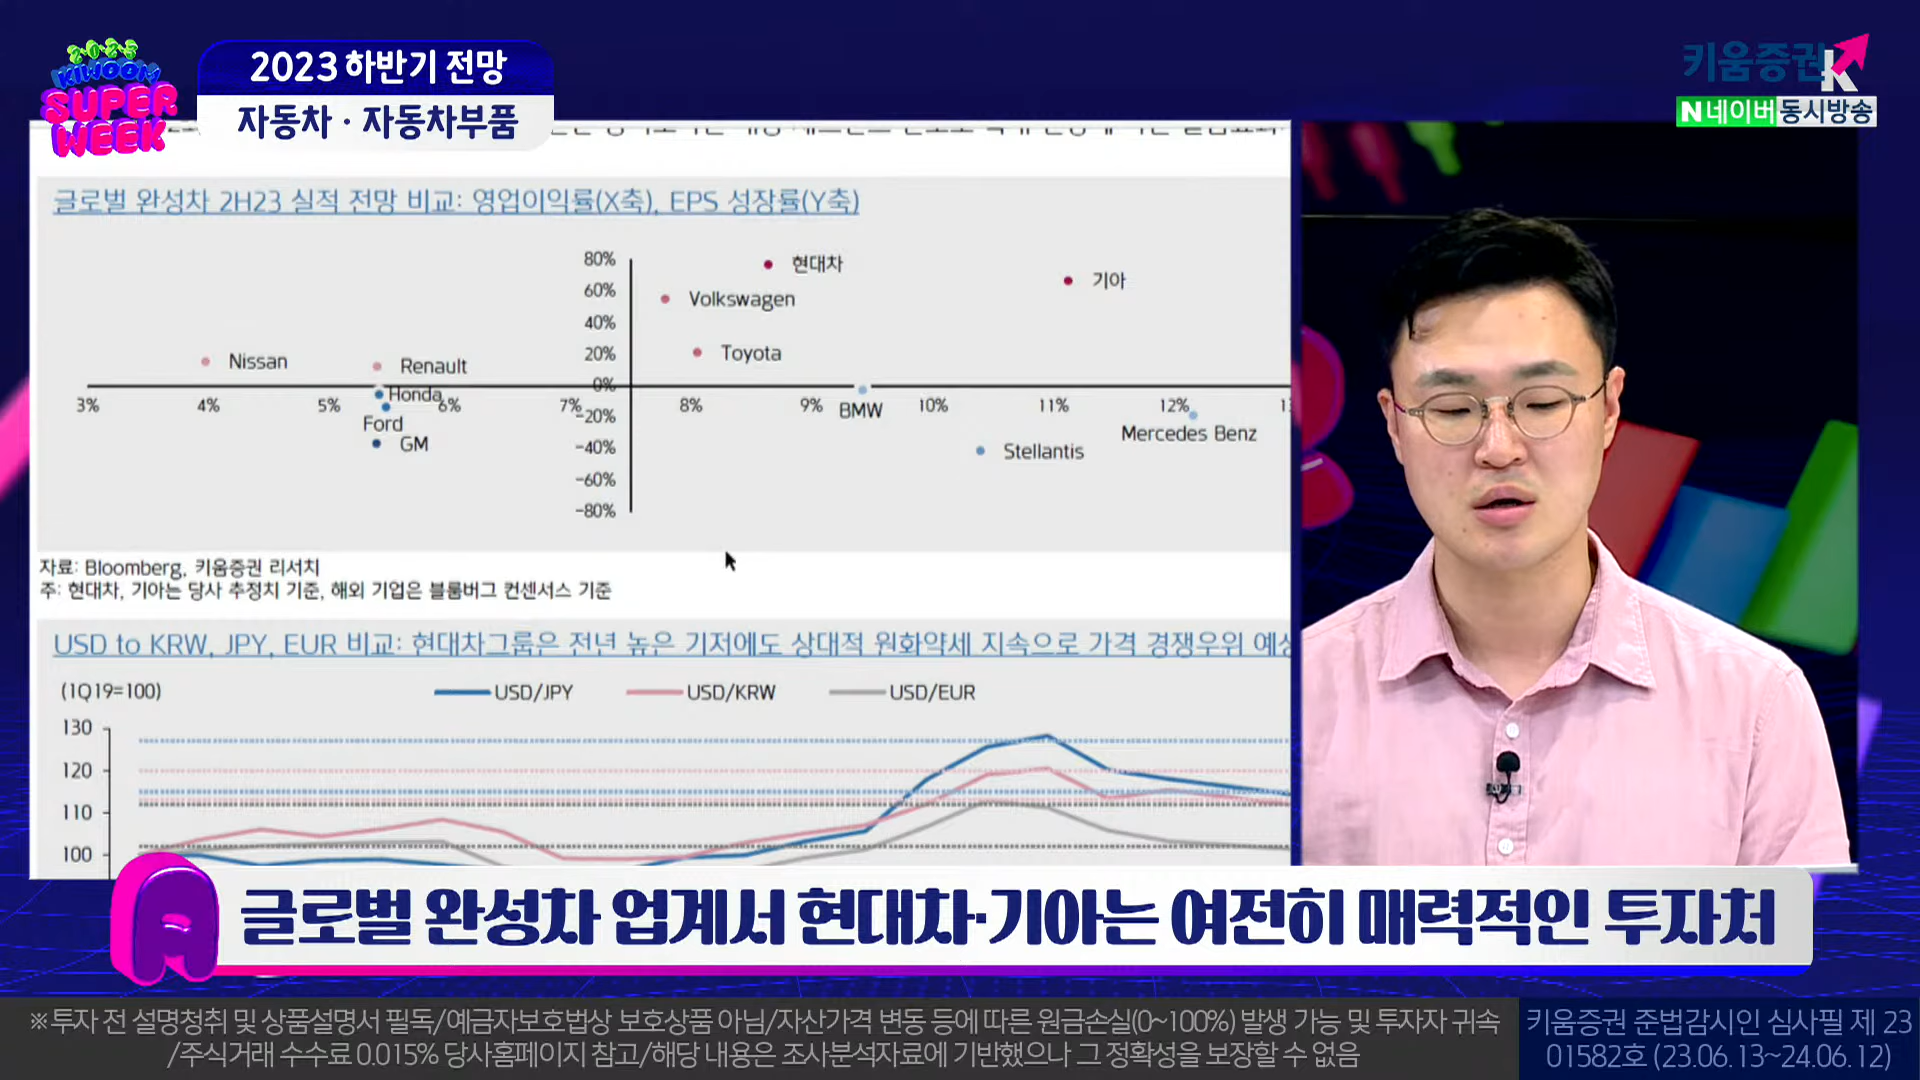 2023
KIWOOM
SUPER
WEEK
2023 하반기 전망
자동차 · 자동차부품
키움증권
K
N 네이버 동시방송
글로벌 완성차 2H23 실적 전망 비교: 영업이익률(X축), EPS 성장률(Y축)
80%
60%
40%
20%
0%
-20%
-40%
-60%
-80%
3%
4%
5%
6%
7%
8%
9%
10%
11%
12%
현대차
기아
Volkswagen
Toyota
Nissan
Renault
Honda
Ford
GM
BMW
Mercedes Benz
Stellantis
자료: Bloomberg, 키움증권 리서치
주: 현대차, 기아는 당사 추정치 기준, 해외 기업은 블룸버그 컨센서스 기준
USD to KRW, JPY, EUR 비교: 현대차그룹은 전년 높은 기저에도 상대적 원화약세 지속으로 가격 경쟁우위 예상
(1Q19=100)
USD/JPY
USD/KRW
USD/EUR
130
120
110
100
A
글로벌 완성차 업계서 현대차·기아는 여전히 매력적인 투자처
※투자 전 설명청취 및 상품설명서 필독/예금자보호법상 보호상품 아님/자산가격 변동 등에 따른 원금손실(0~100%) 발생 가능 및 투자자 귀속
/주식거래 수수료 0.015% 당사홈페이지 참고/해당 내용은 조사분석자료에 기반했으나 그 정확성을 보장할 수 없음
키움증권 준법감시인 심사필 제 23
01582호 (23.06.13~24.06.12)